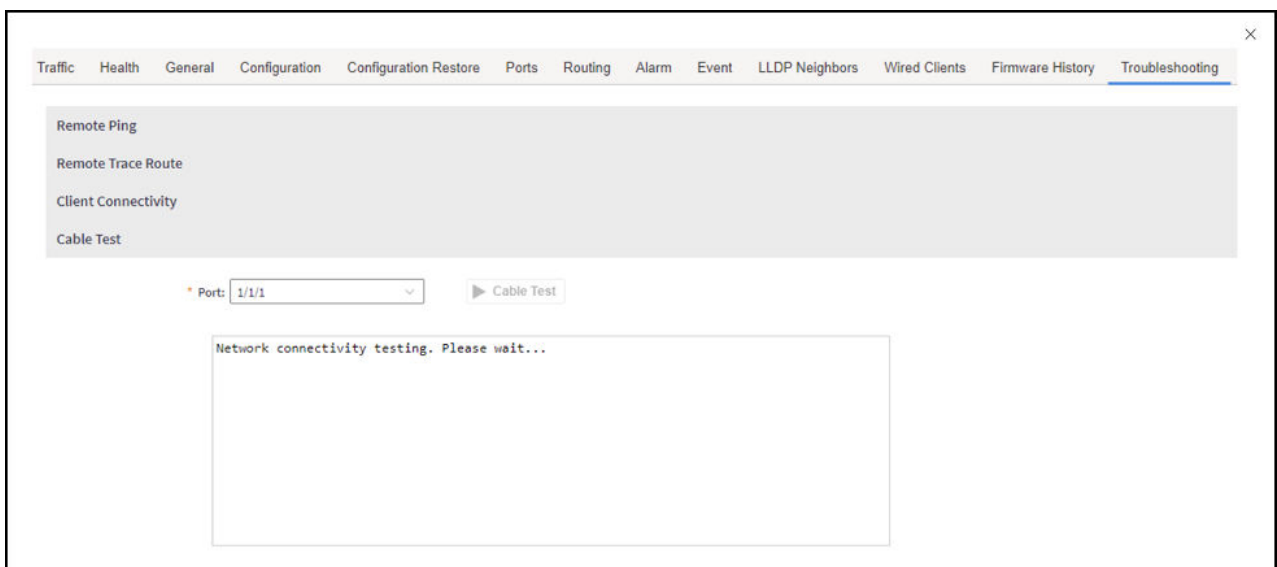 Traffic Health General Configuration Configuration Restore Ports Routing Alarm Event LLDP Neighbors Wired Clients Firmware History Troubleshooting
Remote Ping
Remote Trace Route
Client Connectivity
Cable Test
* Port: 1/1/1 Cable Test
Network connectivity testing. Please wait...